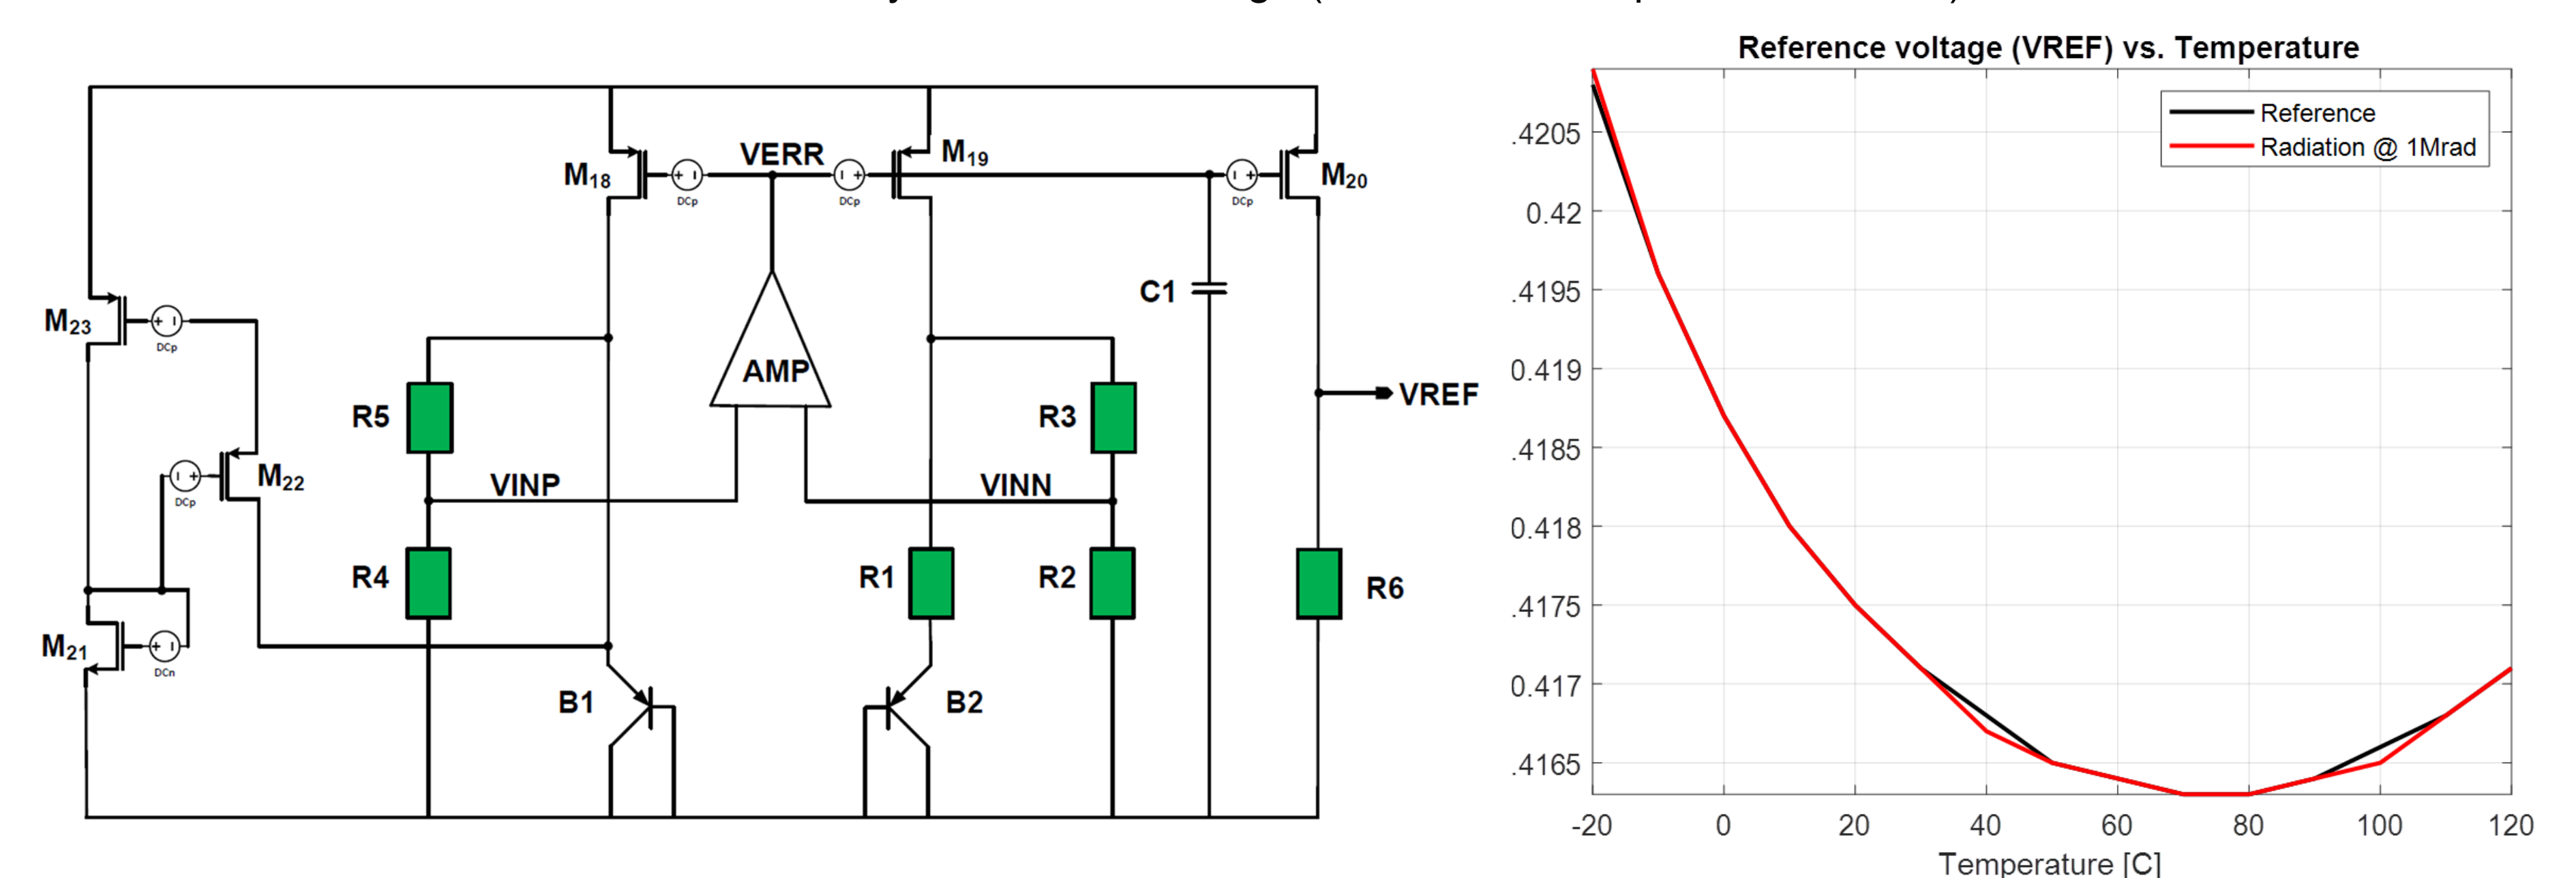 Reference voltage (VREF) vs. Temperature
Reference
Radiation @ 1Mrad
.4205
0.42
.4195
0.419
.4185
0.418
.4175
0.417
.4165
-20 0 20 40 60 80 100 120
Temperature [C]
VERR
M18
M19
M20
+ I
DCp
I +
DCp
I +
DCp
C1
M23
+ I
DCp
AMP
VREF
R5
R3
M22
I +
DCp
VINP
VINN
R4
R1
R2
R6
M21
+ I
DCn
B1
B2